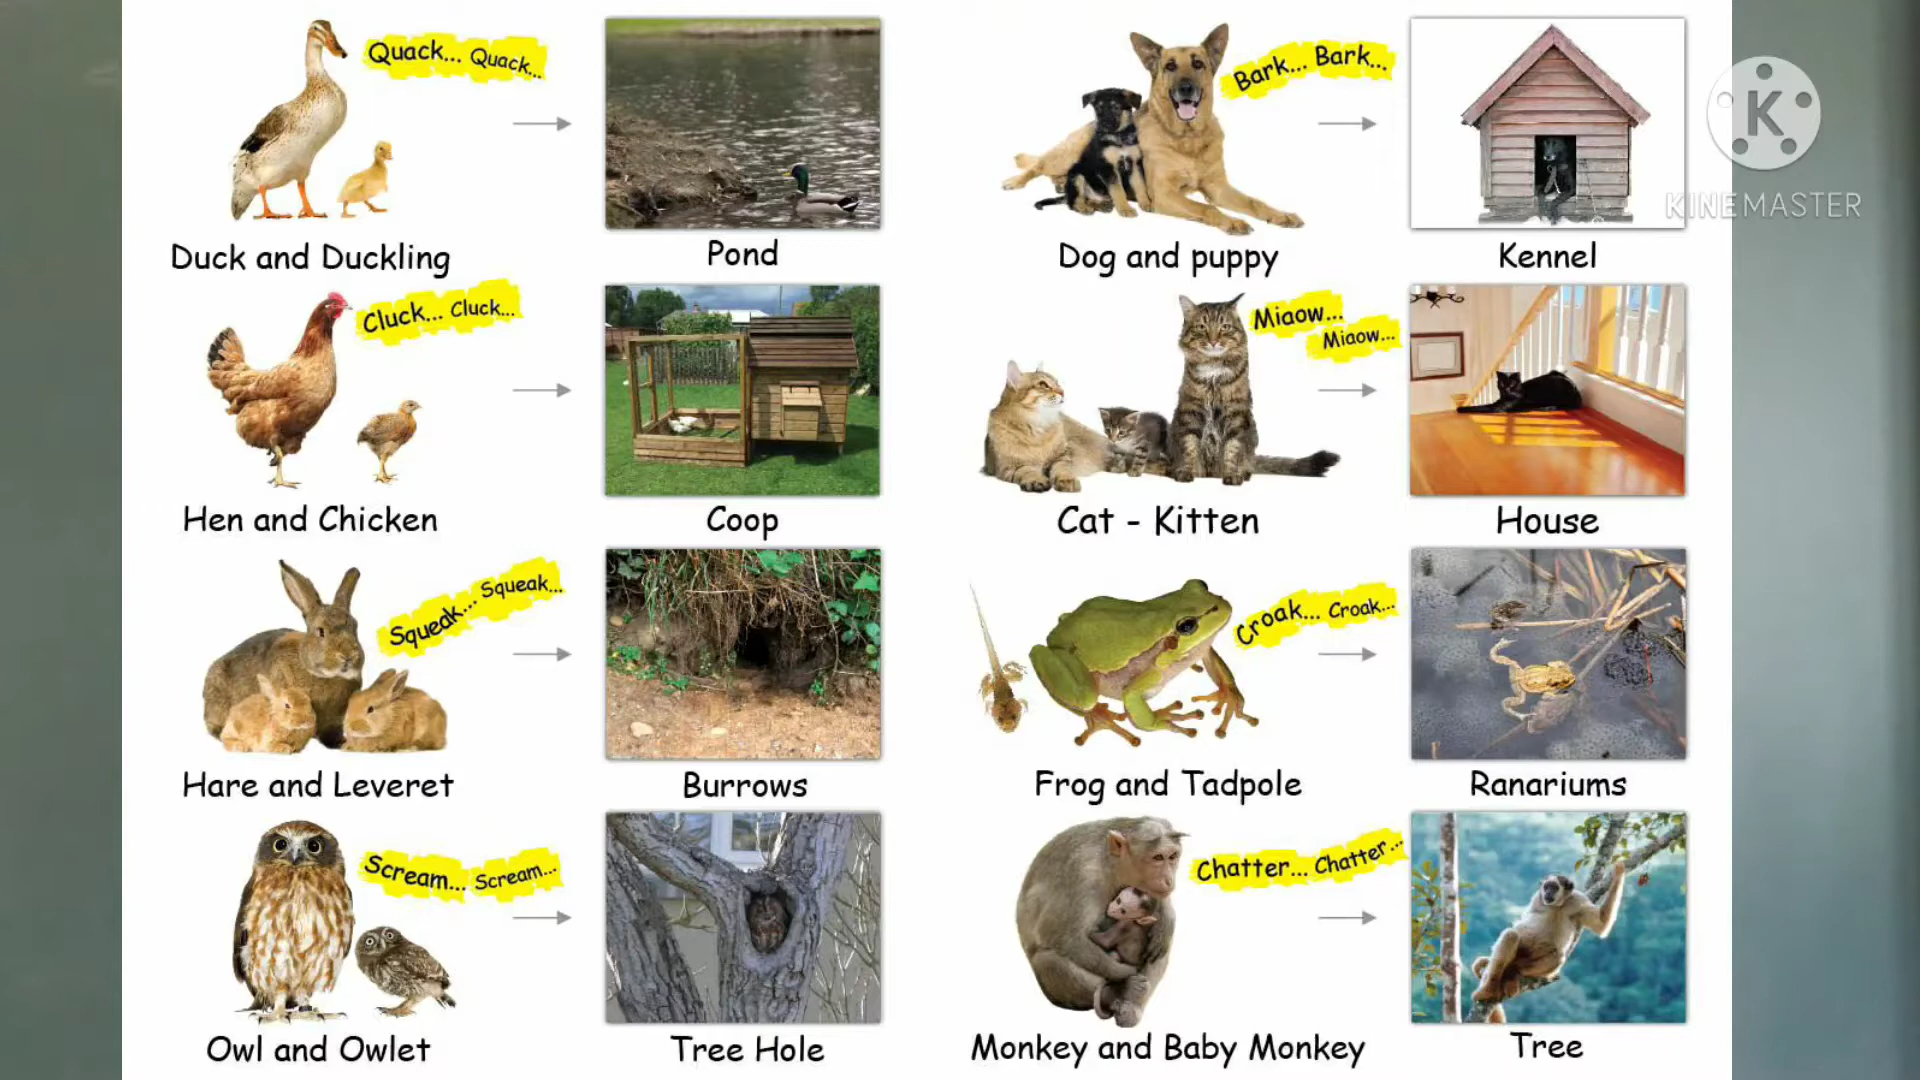 Quack... Quack...
Duck and Duckling
Pond
Bark... Bark...
Dog and puppy
Kennel
K
KINEMASTER
Cluck... Cluck...
Hen and Chicken
Coop
Miaow...
Miaow...
Cat - Kitten
House
Squeak... Squeak...
Hare and Leveret
Burrows
Croak... Croak...
Frog and Tadpole
Ranariums
Scream... Scream...
Owl and Owlet
Tree Hole
Chatter... Chatter...
Monkey and Baby Monkey
Tree